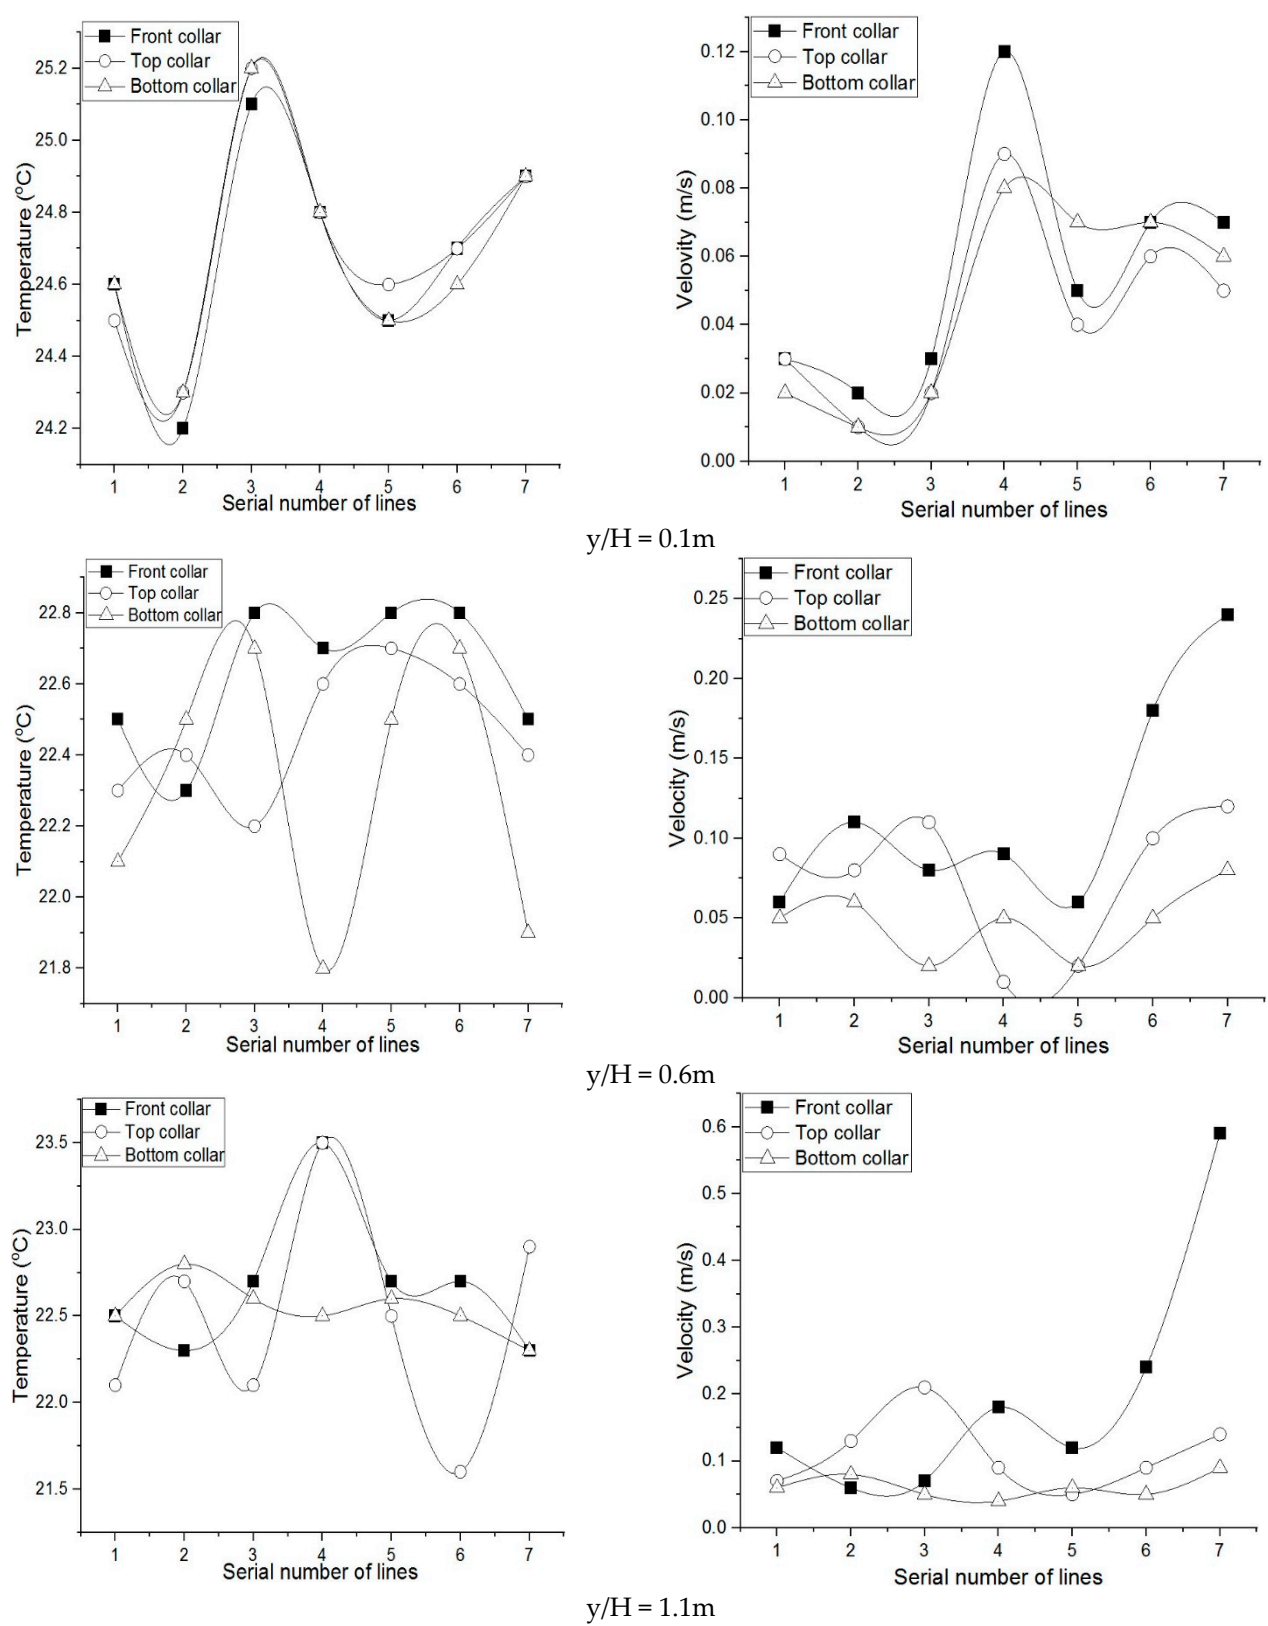 Front collar
Top collar
Bottom collar
25.2
25.0
24.8
24.6
24.4
24.2
Temperature (°C)
1 2 3 4 5 6 7
Serial number of lines
Front collar
Top collar
Bottom collar
0.12
0.10
0.08
0.06
0.04
0.02
0.00
Velovity (m/s)
1 2 3 4 5 6 7
Serial number of lines
y/H = 0.1m
Front collar
Top collar
Bottom collar
22.8
22.6
22.4
22.2
22.0
21.8
Temperature (°C)
1 2 3 4 5 6 7
Serial number of lines
Front collar
Top collar
Bottom collar
0.25
0.20
0.15
0.10
0.05
0.00
Velocity (m/s)
1 2 3 4 5 6 7
Serial number of lines
y/H = 0.6m
Front collar
Top collar
Bottom collar
23.5
23.0
22.5
22.0
21.5
Temperature (°C)
1 2 3 4 5 6 7
Serial number of lines
Front collar
Top collar
Bottom collar
0.6
0.5
0.4
0.3
0.2
0.1
0.0
Velocity (m/s)
1 2 3 4 5 6 7
Serial number of lines
y/H = 1.1m